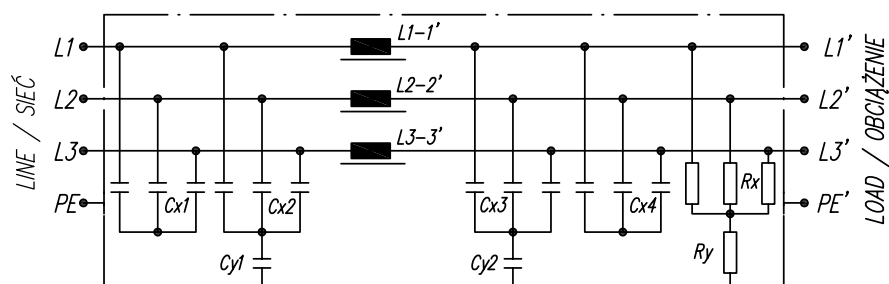 L1
L1-1'
L1'
L2
L2-2'
L2'
L3
L3-3'
L3'
PE
Cx1
Cx2
Cx3
Cx4
Rx
PE'
Cy1
Cy2
Ry
LINE / SIEĆ
LOAD / OBCIĄŻENIE